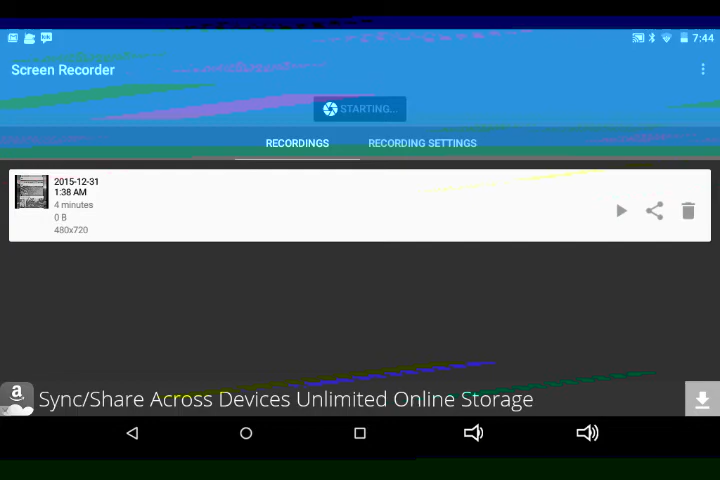 7:44
Screen Recorder
STARTING...
RECORDINGS
RECORDING SETTINGS
2015-12-31
1:38 AM
4 minutes
0 B
480x720
a
Sync/Share Across Devices Unlimited Online Storage